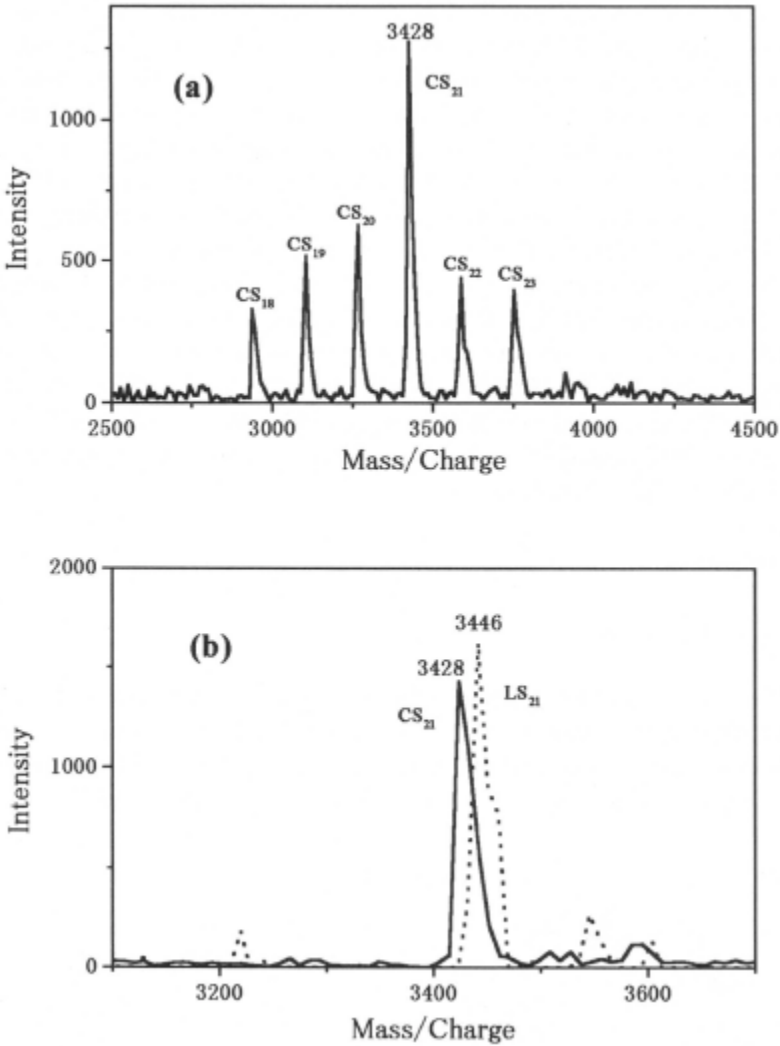 3428
(a)
CS21
1000
Intensity
CS20
CS19
500
CS22
CS23
CS18
0
2500 3000 3500 4000 4500
Mass/Charge
2000
(b)
3446
3428
LS21
CS21
1000
Intensity
0
3200 3400 3600
Mass/Charge